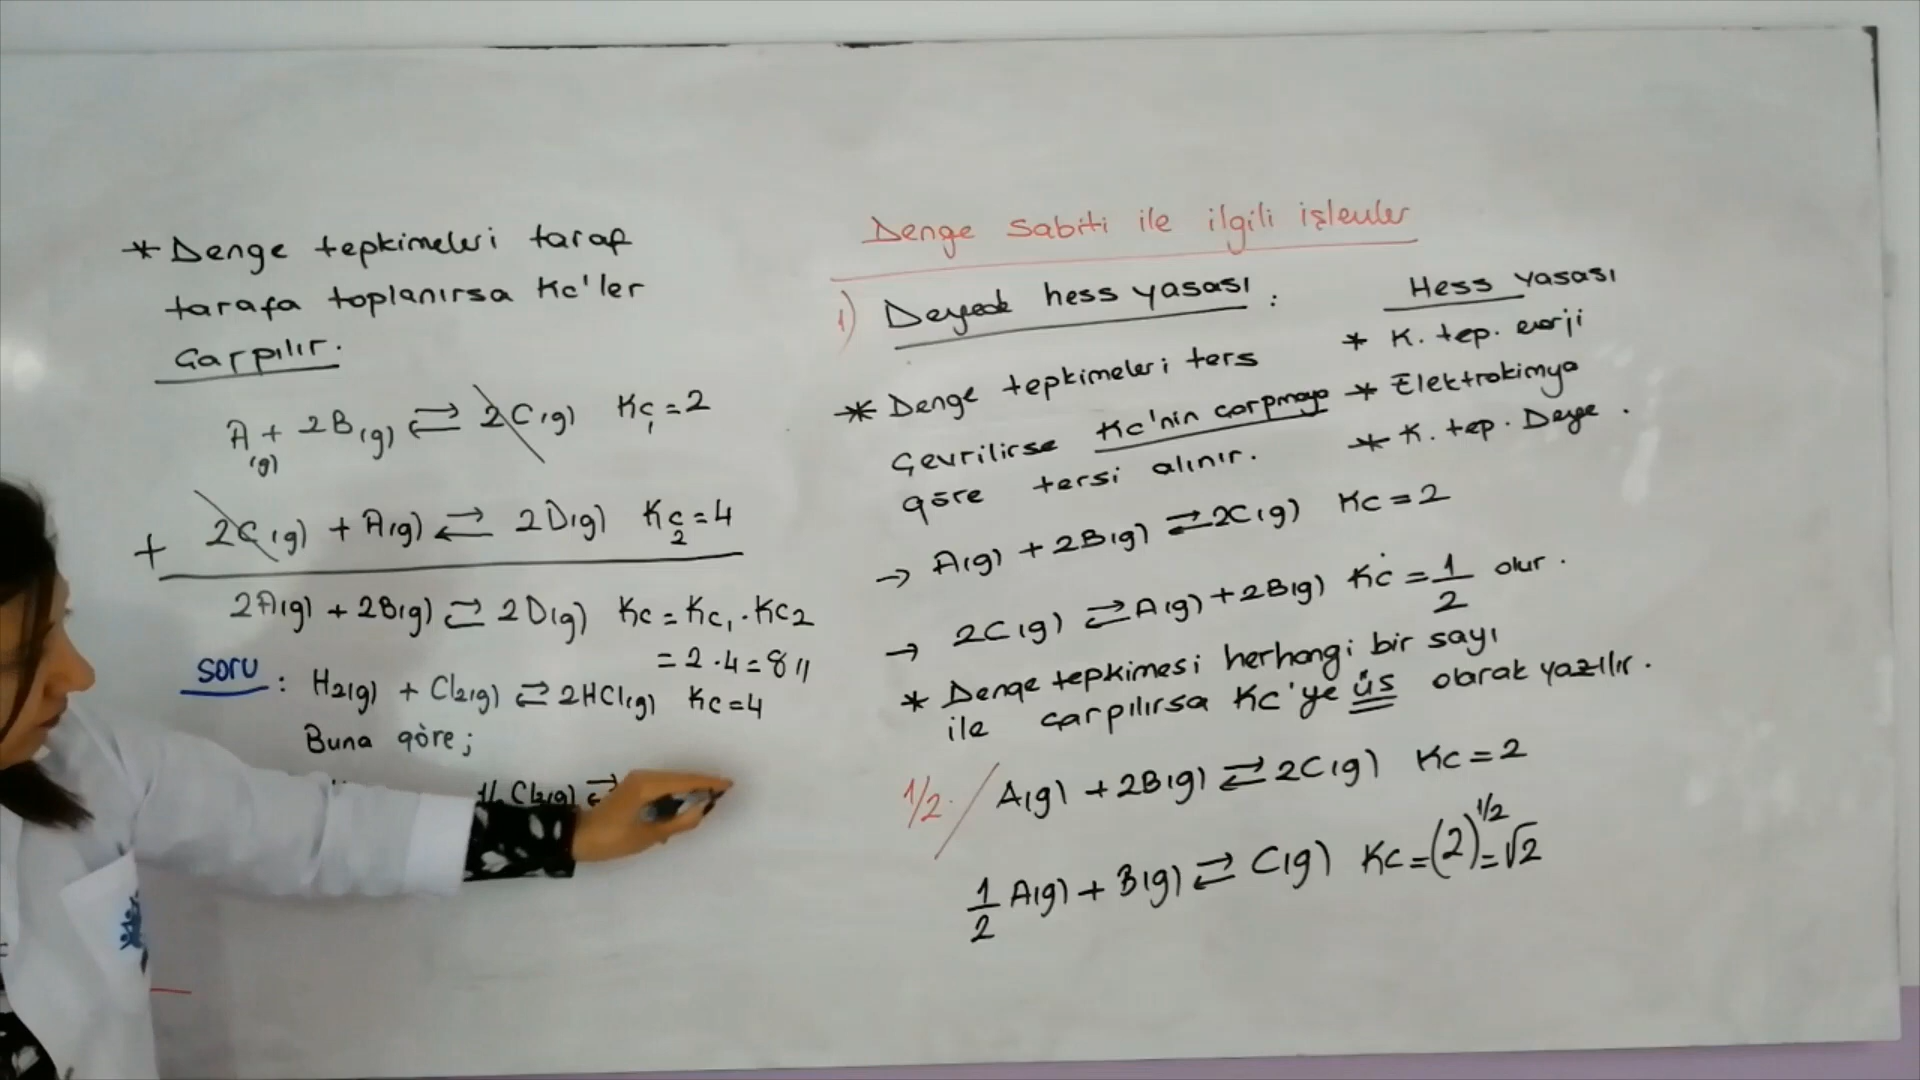 * Denge tepkimeleri taraf
tarafa toplanırsa Kc'ler
Çarpılır.
A(g) + 2B(g) ⇄ 2C(g) Kc₁ = 2
+ 2C(g) + A(g) ⇄ 2D(g) Kc₂ = 4
2A(g) + 2B(g) ⇄ 2D(g) Kc = Kc₁ . Kc₂
= 2 . 4 = 8 //
soru : H₂(g) + Cl₂(g) ⇄ 2HCl(g) Kc = 4
Buna göre;
Cl₂(g) ⇄
Denge sabiti ile ilgili işlemler
1) hess yasası :
* Denge tepkimeleri ters
Çevrilirse Kc'nin çarpmaya
göre tersi alınır.
→ A(g) + 2B(g) ⇄ 2C(g) Kc = 2
→ 2C(g) ⇄ A(g) + 2B(g) Kc = 1/2 olur.
* Denge tepkimesi herhangi bir sayı
ile çarpılırsa Kc'ye üs olarak yazılır.
1/2 / A(g) + 2B(g) ⇄ 2C(g) Kc = 2
1/2 A(g) + B(g) ⇄ C(g) Kc = (2)^1/2 = √2
Hess yasası
* K. tep. enerji
* Elektrokimya
* K. tep.